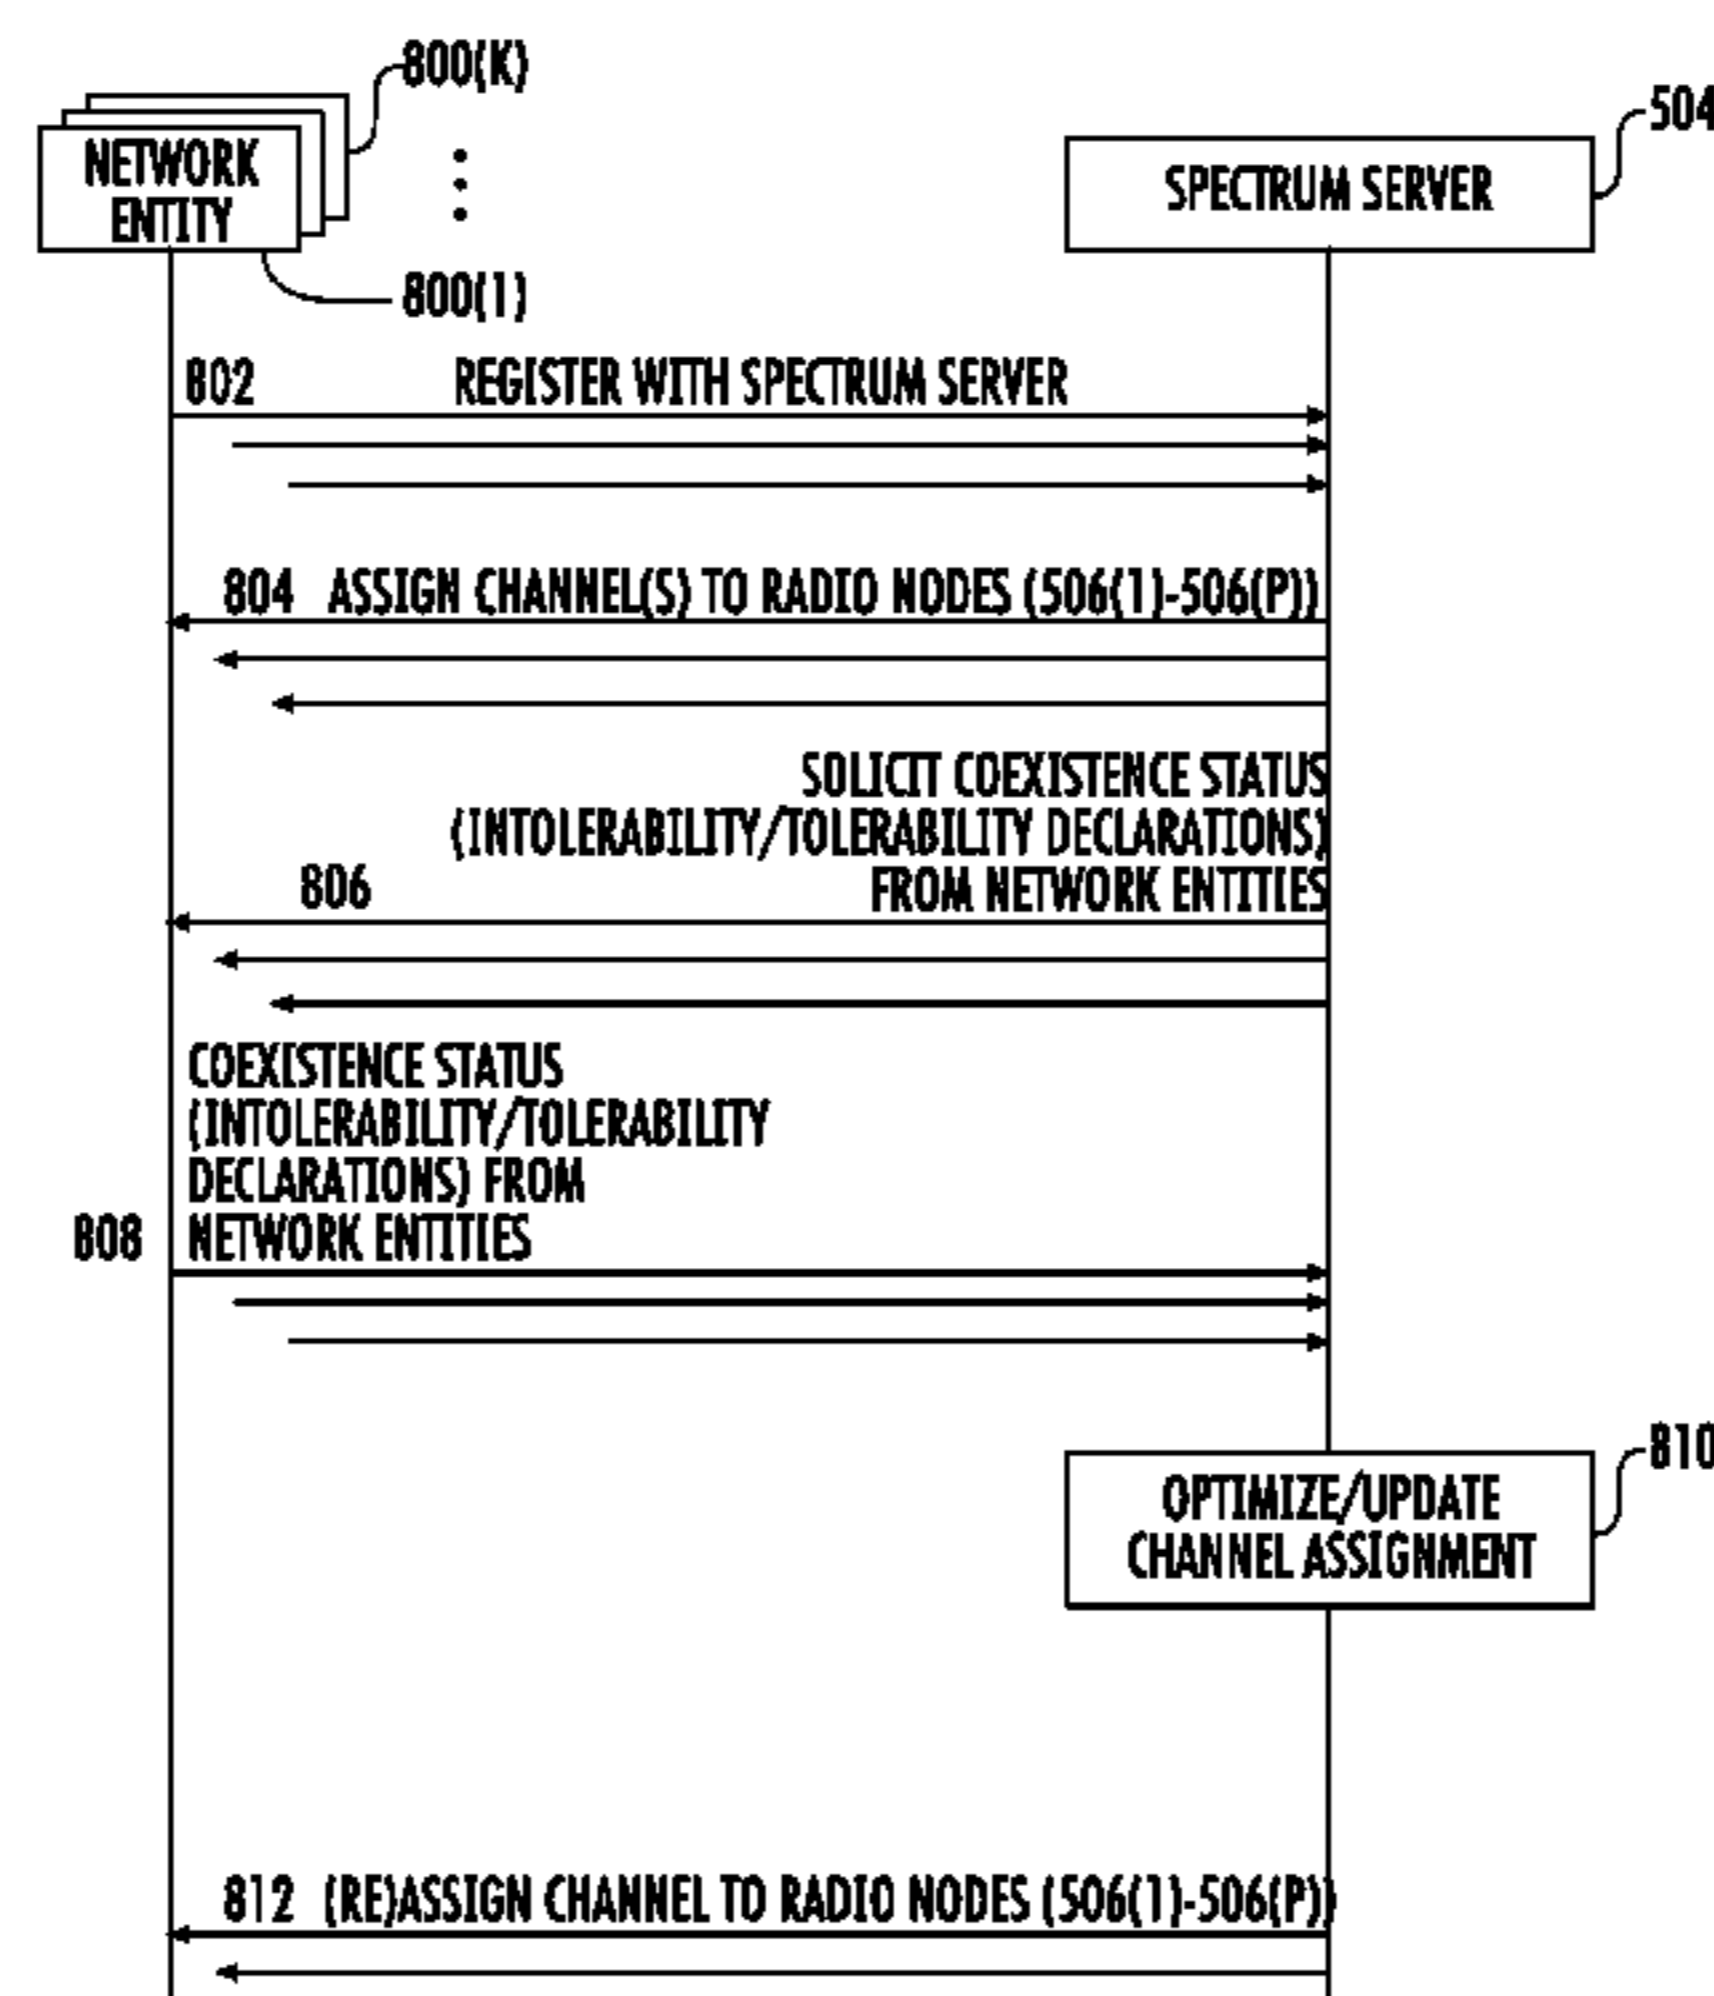 800(K)
504
NETWORK
ENTITY
SPECTRUM SERVER
800(1)
802 REGISTER WITH SPECTRUM SERVER
804 ASSIGN CHANNEL(S) TO RADIO NODES (506(1)-506(P))
SOLICIT COEXISTENCE STATUS
(INTOLERABILITY/TOLERABILITY DECLARATIONS)
806 FROM NETWORK ENTITIES
COEXISTENCE STATUS
(INTOLERABILITY/TOLERABILITY
DECLARATIONS) FROM
808 NETWORK ENTITIES
810
OPTIMIZE/UPDATE
CHANNEL ASSIGNMENT
812 (RE)ASSIGN CHANNEL TO RADIO NODES (506(1)-506(P))